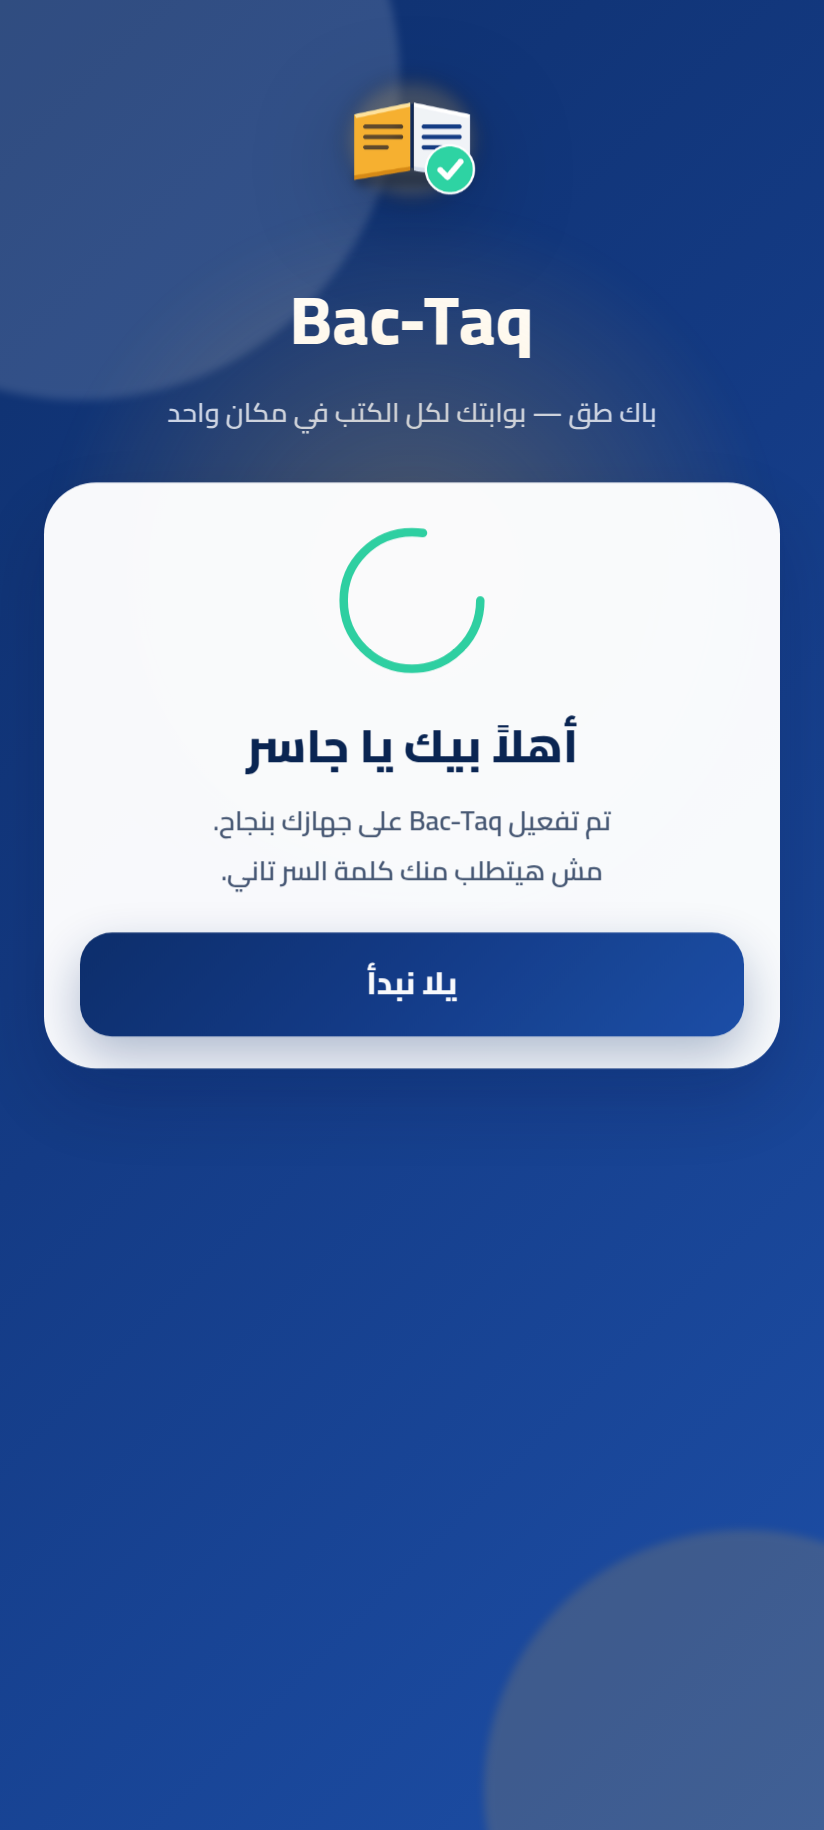 Bac-Taq
باك طق — بوابتك لكل الكتب في مكان واحد
أهلاً بيك يا جاسر
تم تفعيل Bac-Taq على جهازك بنجاح.
مش هيتطلب منك كلمة السر تاني.
يلا نبدأ